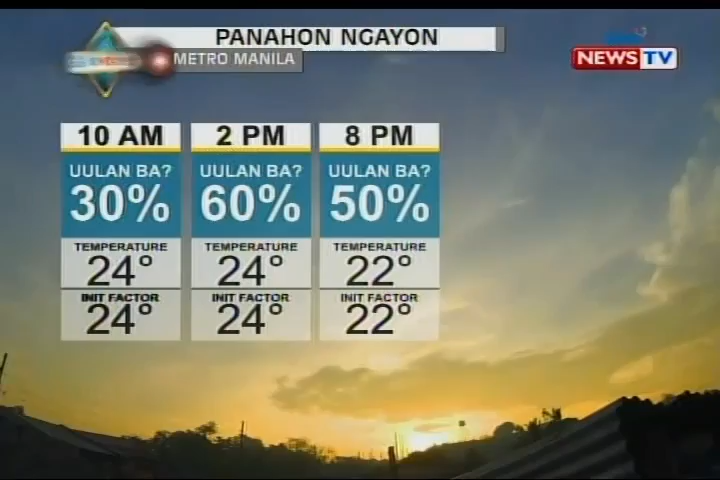 PANAHON NGAYON
METRO MANILA
NEWS TV
10 AM 2 PM 8 PM
UULAN BA? UULAN BA? UULAN BA?
30% 60% 50%
TEMPERATURE TEMPERATURE TEMPERATURE
24° 24° 22°
INIT FACTOR INIT FACTOR INIT FACTOR
24° 24° 22°